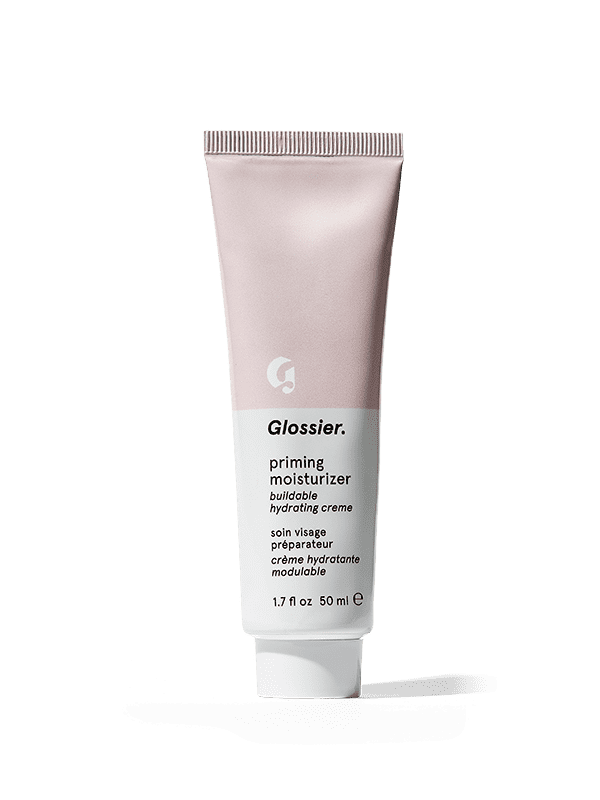 G
Glossier.
priming
moisturizer
buildable
hydrating creme
soin visage
préparateur
crème hydratante
modulable
1.7 fl oz 50 ml ℮